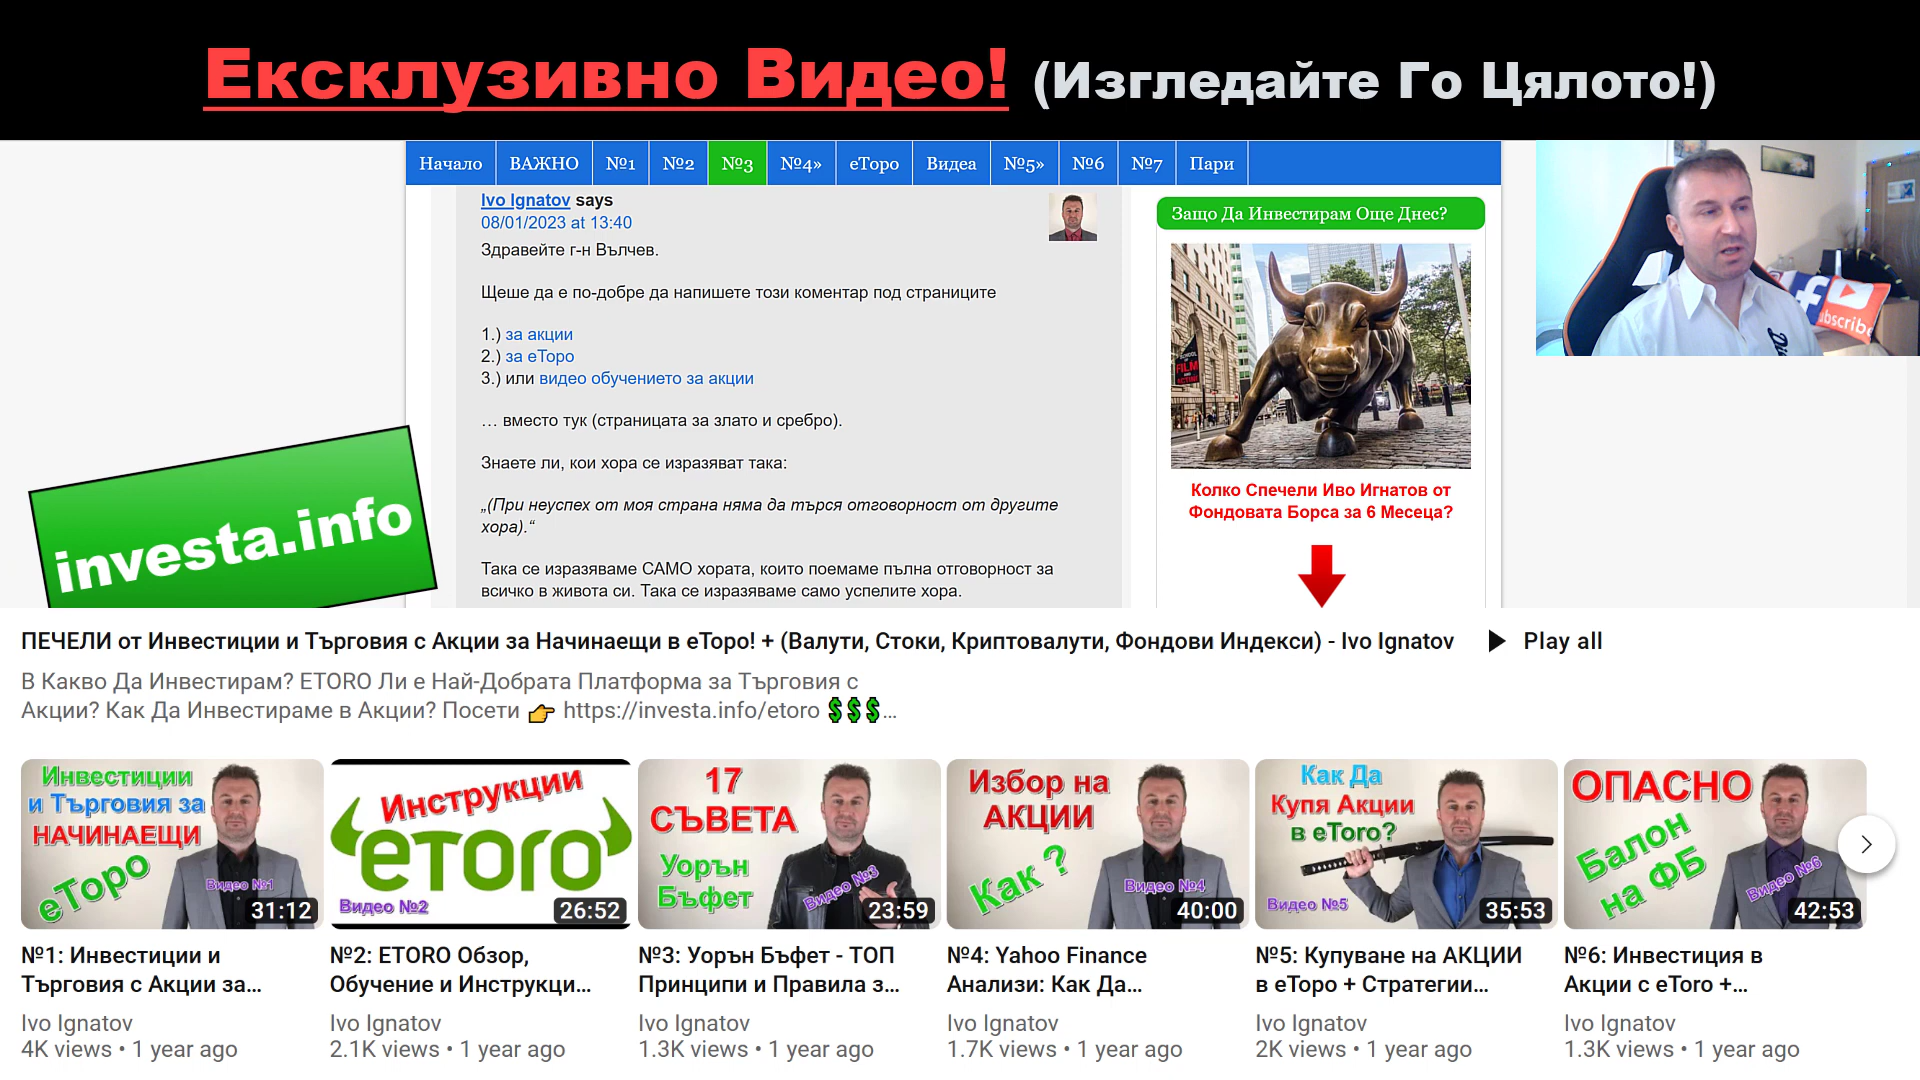 Ексклузивно Видео! (Изгледайте Го Цялото!)
Начало ВАЖНО №1 №2 №3 №4» еТоро Видеа №5» №6 №7 Пари
Ivo Ignatov says
08/01/2023 at 13:40
Здравейте г-н Вълчев.
Щеше да е по-добре да напишете този коментар под страниците
1.) за акции
2.) за еТоро
3.) или видео обучението за акции
… вместо тук (страницата за злато и сребро).
Знаете ли, кои хора се изразяват така:
„(При неуспех от моя страна няма да търся отговорност от другите
хора).“
Така се изразяваме САМО хората, които поемаме пълна отговорност за
всичко в живота си. Така се изразяваме само успелите хора.
Защо Да Инвестирам Още Днес?
SCHOOL
FILM
ACTING
Колко Спечели Иво Игнатов от
Фондовата Борса за 6 Месеца?
ubscribe
investa.info
ПЕЧЕЛИ от Инвестиции и Търговия с Акции за Начинаещи в еТоро! + (Валути, Стоки, Криптовалути, Фондови Индекси) - Ivo Ignatov Play all
В Какво Да Инвестирам? ETORO Ли е Най-Добрата Платформа за Търговия с
Акции? Как Да Инвестираме в Акции? Посети 👉 https://investa.info/etoro $$$...
Инвестиции
и Търговия за
НАЧИНАЕЩИ
еТоро
Видео №1
31:12
Инструкции
eToro
Видео №2
26:52
17
СЪВЕТА
Уорън
Бъфет
Видео №3
23:59
Избор на
АКЦИИ
Как ?
Видео №4
40:00
Как Да
Купя Акции
в eToro?
Видео №5
35:53
ОПАСНО
Балон
на ФБ
Видео №6
42:53
№1: Инвестиции и
Търговия с Акции за...
Ivo Ignatov
4K views • 1 year ago
№2: ETORO Обзор,
Обучение и Инструкци...
Ivo Ignatov
2.1K views • 1 year ago
№3: Уорън Бъфет - ТОП
Принципи и Правила з...
Ivo Ignatov
1.3K views • 1 year ago
№4: Yahoo Finance
Анализи: Как Да...
Ivo Ignatov
1.7K views • 1 year ago
№5: Купуване на АКЦИИ
в еТоро + Стратегии...
Ivo Ignatov
2K views • 1 year ago
№6: Инвестиция в
Акции с eToro +...
Ivo Ignatov
1.3K views • 1 year ago